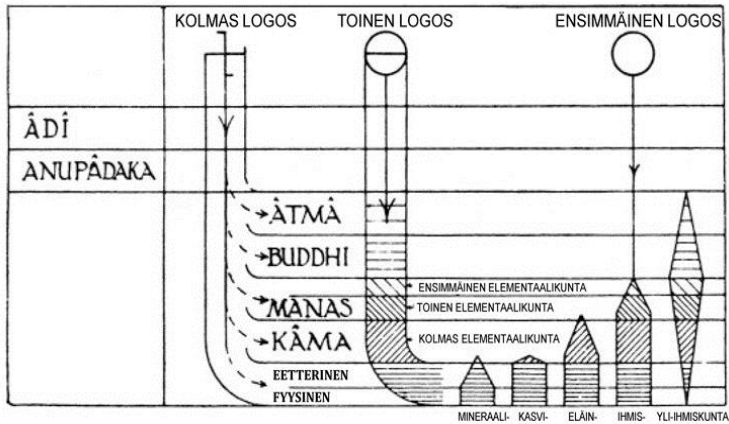 KOLMAS LOGOS
TOINEN LOGOS
ENSIMMÄINEN LOGOS
ÂDÎ
ANUPÂDAKA
ÂTMÂ
BUDDHI
ENSIMMÄINEN ELEMENTAALIKUNTA
MANAS
TOINEN ELEMENTAALIKUNTA
KÂMA
KOLMAS ELEMENTAALIKUNTA
EETTERINEN
FYYSINEN
MINERAALI-
KASVI-
ELÄIN-
IHMIS-
YLI-IHMISKUNTA